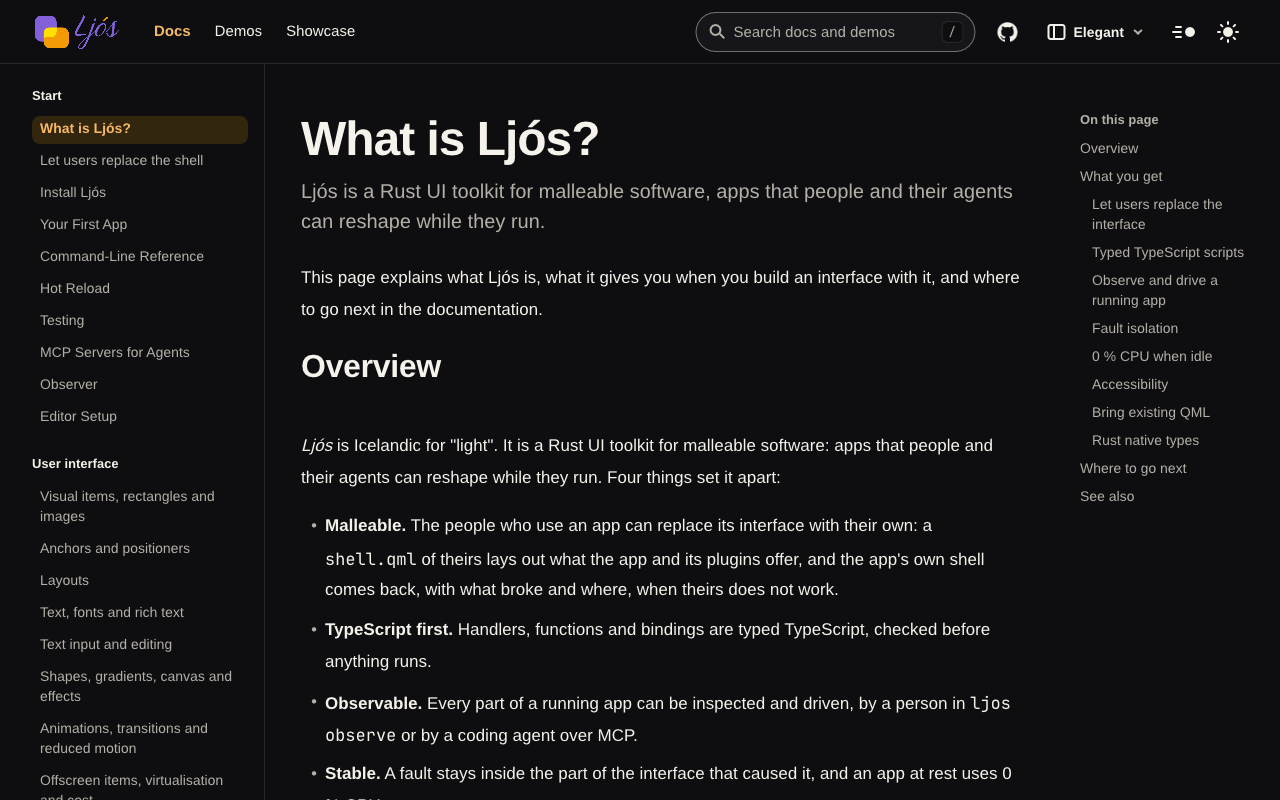 Ljós
Docs
Demos
Showcase
Search docs and demos
/
Elegant
Start
What is Ljós?
Let users replace the shell
Install Ljós
Your First App
Command-Line Reference
Hot Reload
Testing
MCP Servers for Agents
Observer
Editor Setup
User interface
Visual items, rectangles and
images
Anchors and positioners
Layouts
Text, fonts and rich text
Text input and editing
Shapes, gradients, canvas and
effects
Animations, transitions and
reduced motion
Offscreen items, virtualisation
and cost
What is Ljós?
Ljós is a Rust UI toolkit for malleable software, apps that people and their agents
can reshape while they run.
This page explains what Ljós is, what it gives you when you build an interface with it, and where
to go next in the documentation.
Overview
Ljós is Icelandic for "light". It is a Rust UI toolkit for malleable software: apps that people and
their agents can reshape while they run. Four things set it apart:
• Malleable. The people who use an app can replace its interface with their own: a
shell.qml of theirs lays out what the app and its plugins offer, and the app's own shell
comes back, with what broke and where, when theirs does not work.
• TypeScript first. Handlers, functions and bindings are typed TypeScript, checked before
anything runs.
• Observable. Every part of a running app can be inspected and driven, by a person in ljos
observe or by a coding agent over MCP.
• Stable. A fault stays inside the part of the interface that caused it, and an app at rest uses 0
On this page
Overview
What you get
Let users replace the
interface
Typed TypeScript scripts
Observe and drive a
running app
Fault isolation
0 % CPU when idle
Accessibility
Bring existing QML
Rust native types
Where to go next
See also